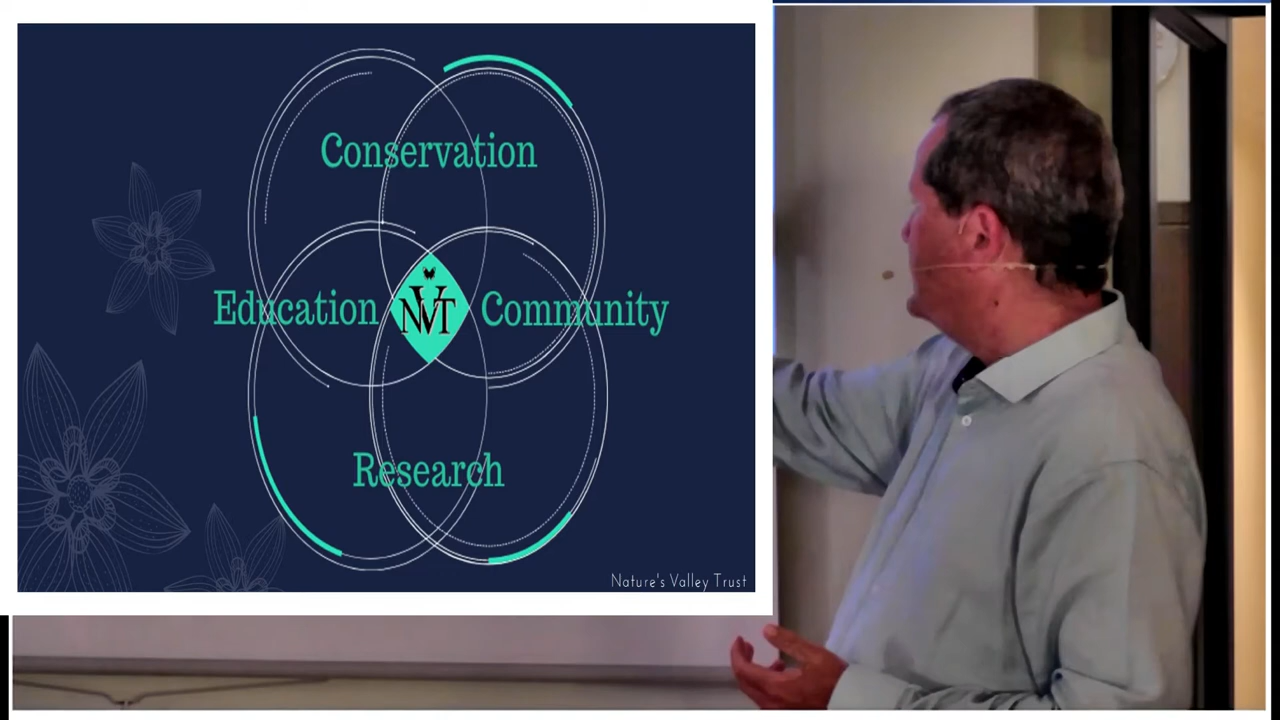 Conservation
Education
NVT
Community
Research
Nature's Valley Trust